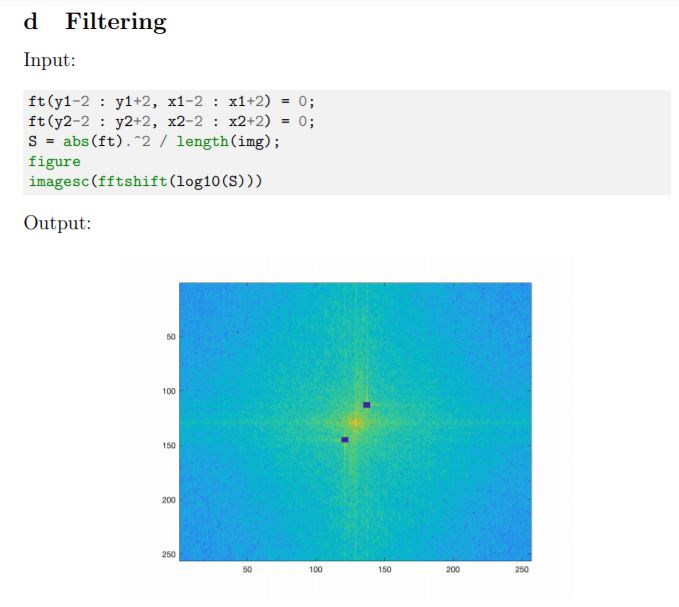 d Filtering
Input:
ft(y1-2 : y1+2, x1-2 : x1+2) = 0;
ft(y2-2 : y2+2, x2-2 : x2+2) = 0;
S = abs(ft).^2 / length(img);
figure
imagesc(fftshift(log10(S)))
Output:
50
100
150
200
250
50 100 150 200 250